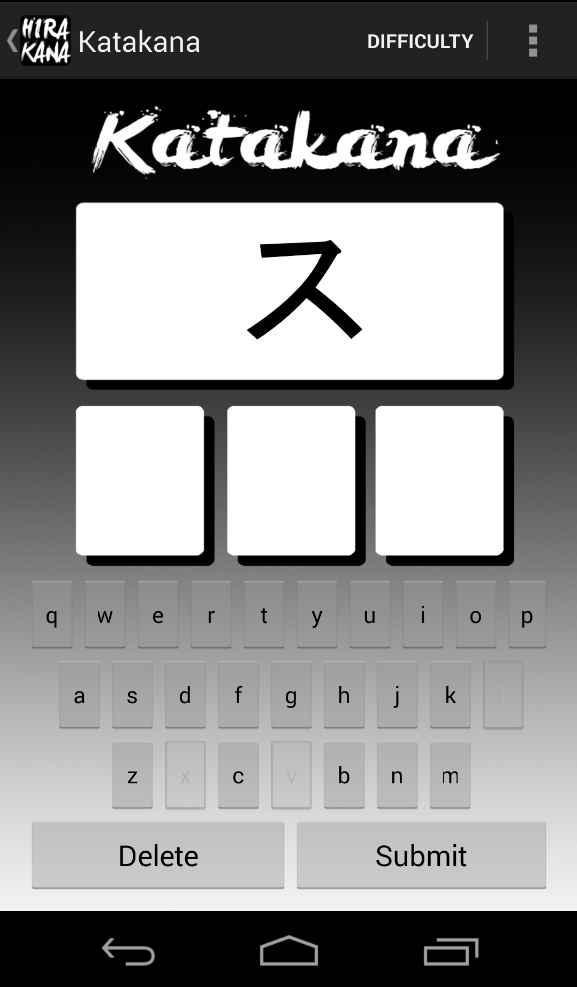 HIRA
KANA
Katakana
DIFFICULTY
Katakana
ス
q w e r t y u i o p
a s d f g h j k l
z x c v b n m
Delete Submit